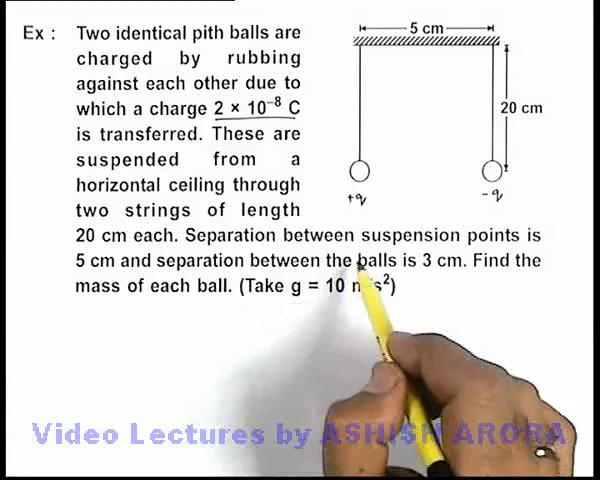 5 cm
Ex : Two identical pith balls are
charged by rubbing
against each other due to
which a charge 2 × 10⁻⁸ C
is transferred. These are
suspended from a
horizontal ceiling through
two strings of length
20 cm
+q
-q
20 cm each. Separation between suspension points is
5 cm and separation between the balls is 3 cm. Find the
mass of each ball. (Take g = 10 m/s²)
Video Lectures by ASHISH ARORA